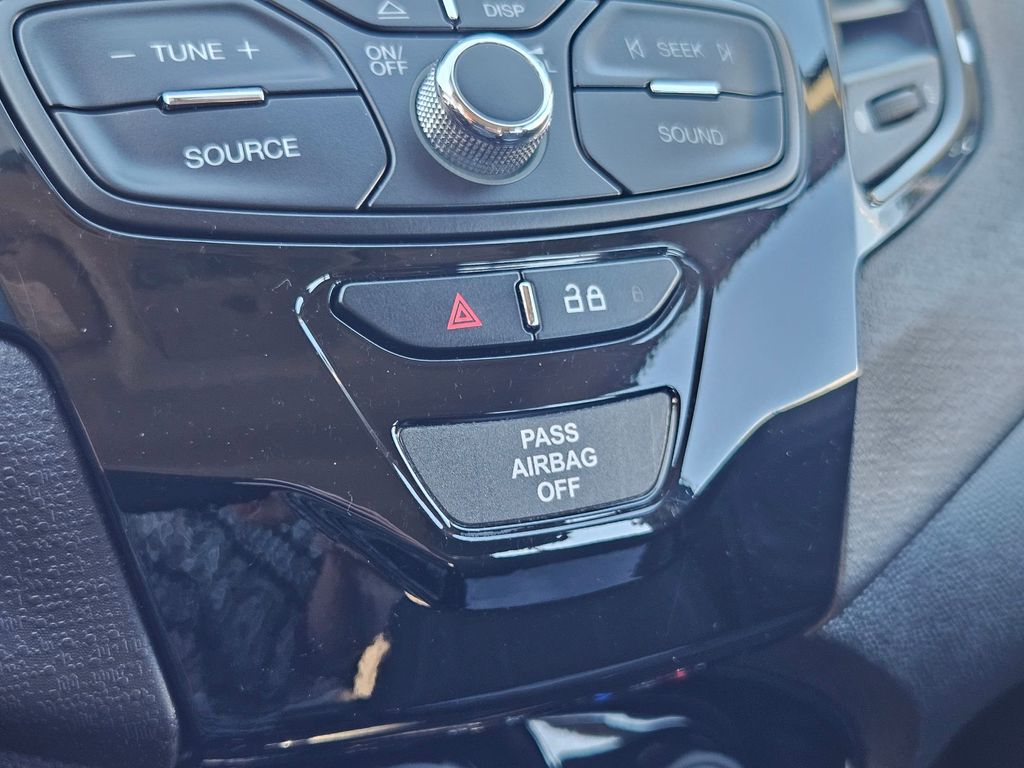 DISP
− TUNE +
ON/
OFF
SEEK
SOURCE
SOUND
PASS
AIRBAG
OFF